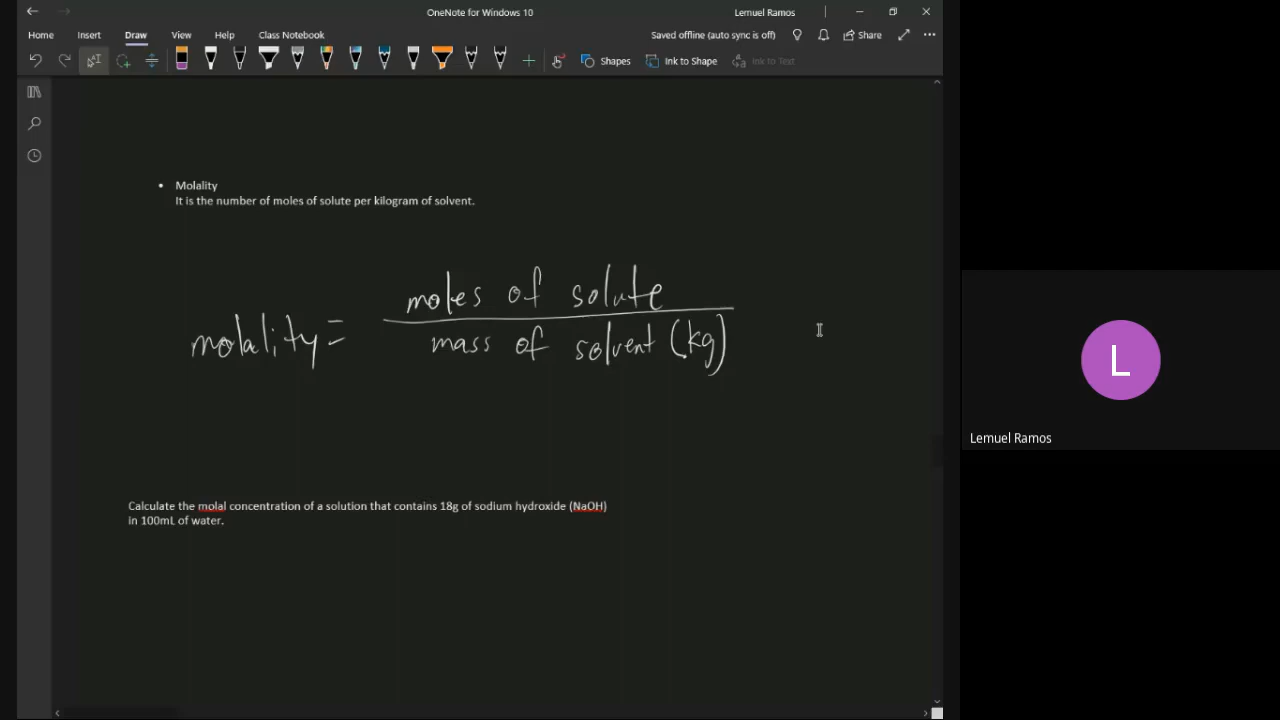 OneNote for Windows 10
Lemuel Ramos
Home Insert Draw View Help Class Notebook
Saved offline (auto sync is off) Share
Shapes Ink to Shape Ink to Text
• Molality
It is the number of moles of solute per kilogram of solvent.
moles of solute
molality =
mass of solvent (kg)
L
Lemuel Ramos
Calculate the molal concentration of a solution that contains 18g of sodium hydroxide (NaOH)
in 100mL of water.